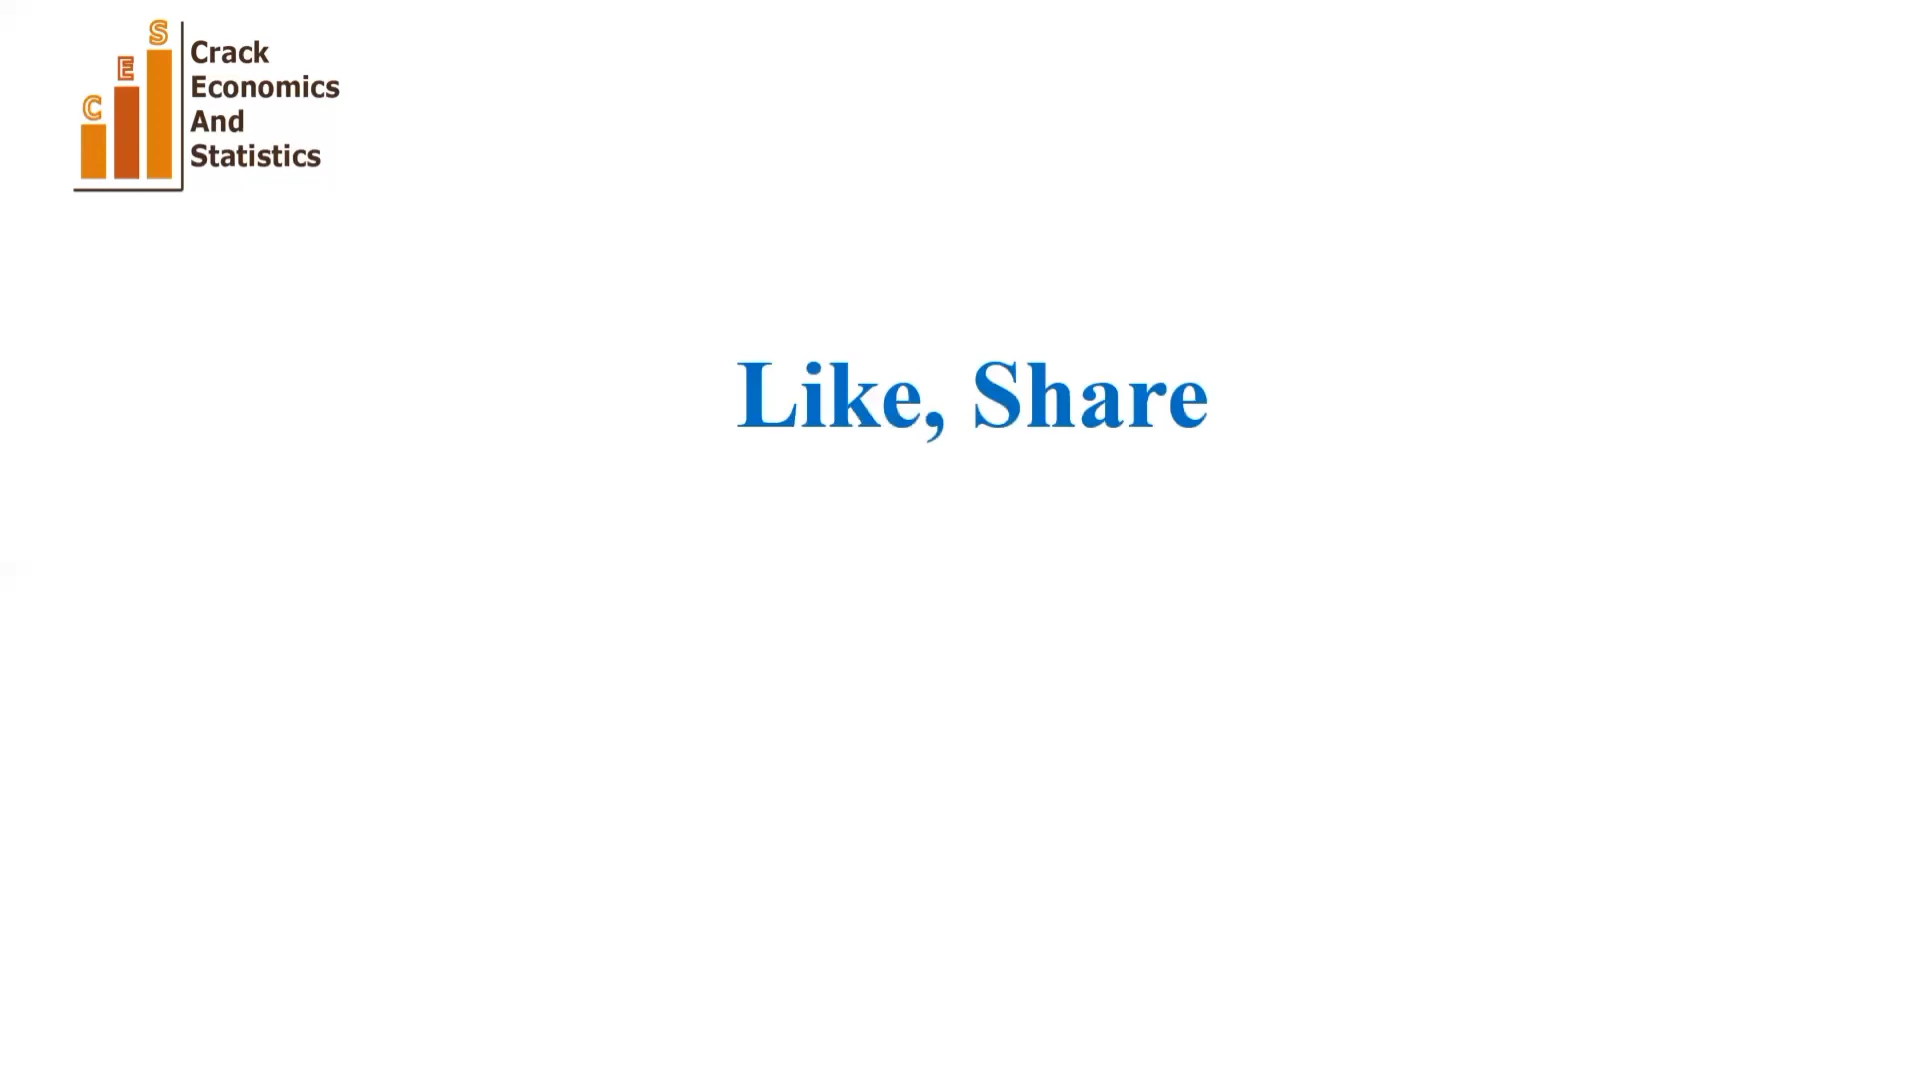 C
E
S
Crack
Economics
And
Statistics
Like, Share